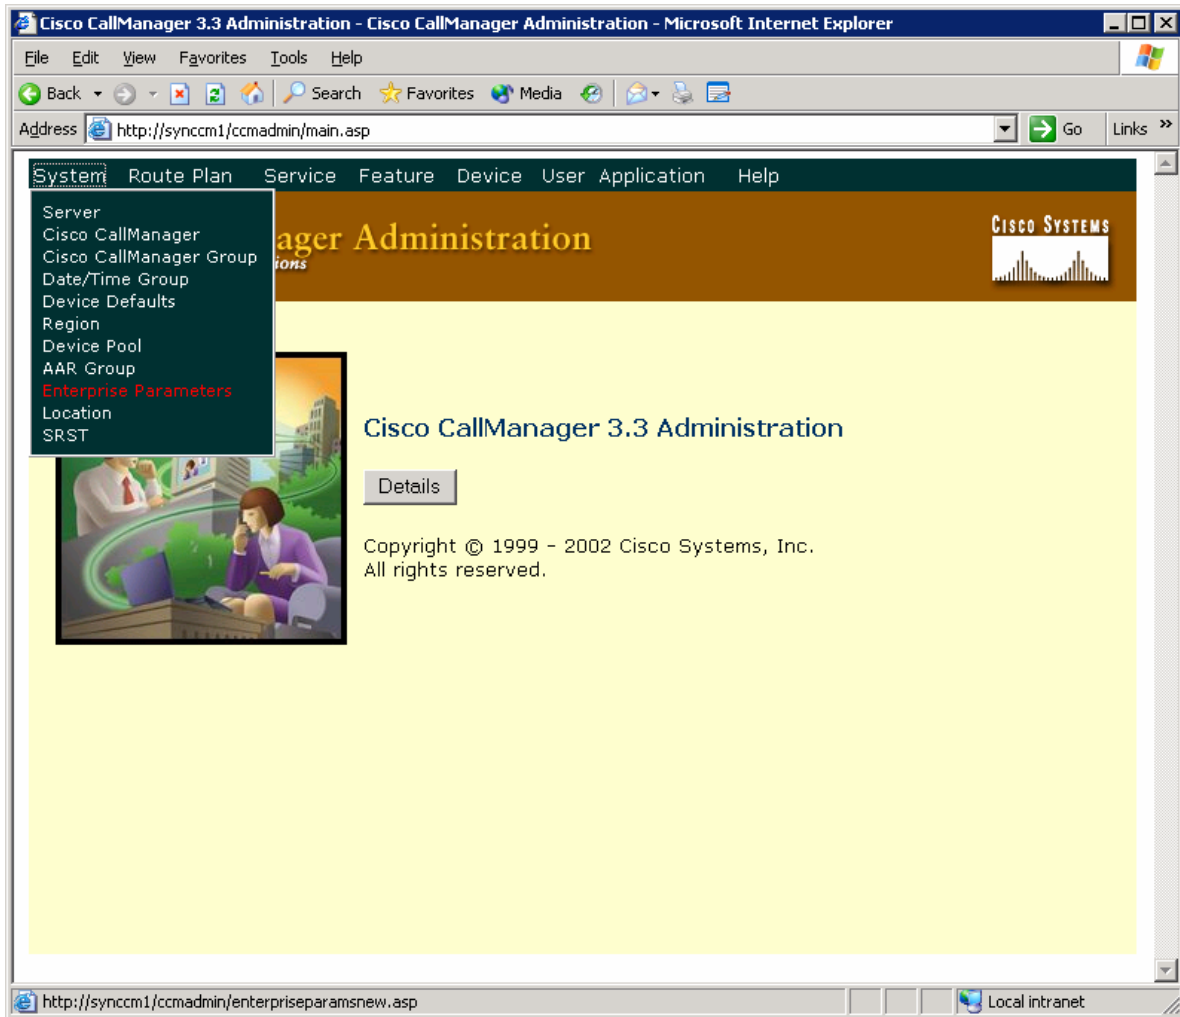 Cisco CallManager 3.3 Administration - Cisco CallManager Administration - Microsoft Internet Explorer
File Edit View Favorites Tools Help
Back Search Favorites Media
Address http://synccm1/ccmadmin/main.asp Go Links »
System Route Plan Service Feature Device User Application Help
Server
Cisco CallManager
Cisco CallManager Group
Date/Time Group
Device Defaults
Region
Device Pool
AAR Group
Enterprise Parameters
Location
SRST
ager Administration
ions
CISCO SYSTEMS
Cisco CallManager 3.3 Administration
Details
Copyright © 1999 - 2002 Cisco Systems, Inc.
All rights reserved.
http://synccm1/ccmadmin/enterpriseparamsnew.asp Local intranet